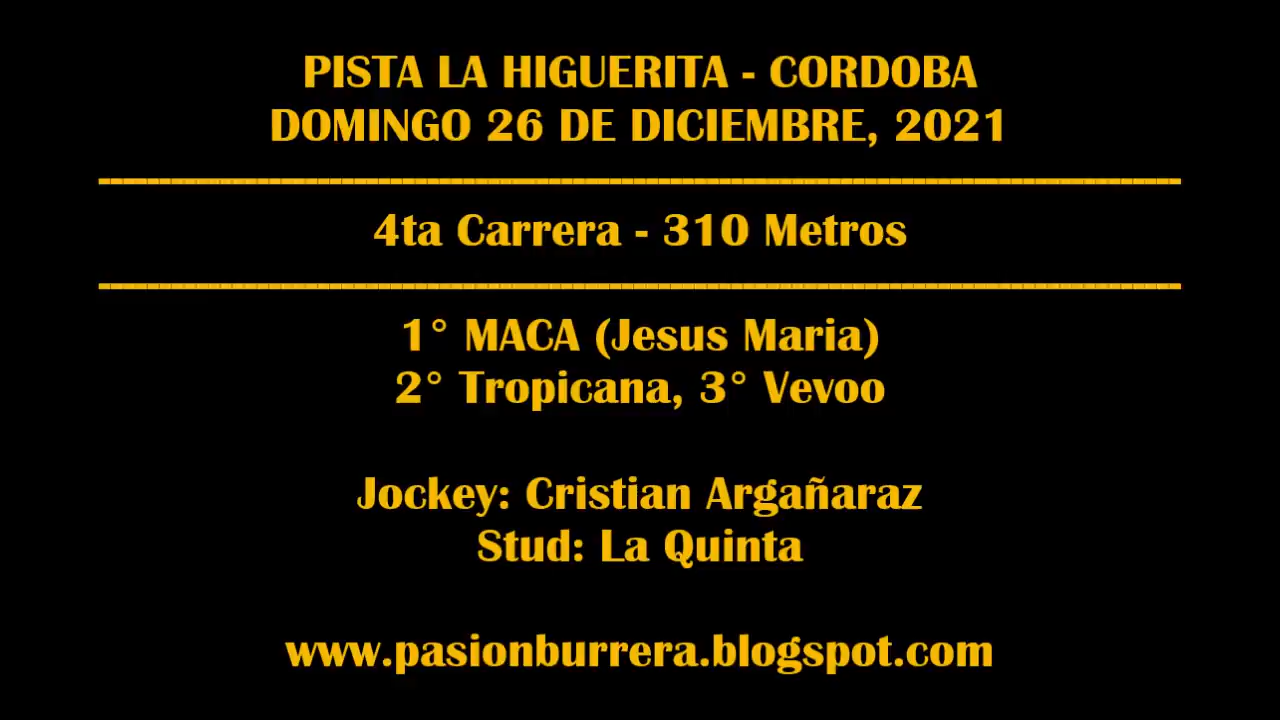 PISTA LA HIGUERITA - CORDOBA
DOMINGO 26 DE DICIEMBRE, 2021
4ta Carrera - 310 Metros
1° MACA (Jesus Maria)
2° Tropicana, 3° Vevoo
Jockey: Cristian Argañaraz
Stud: La Quinta
www.pasionburrera.blogspot.com